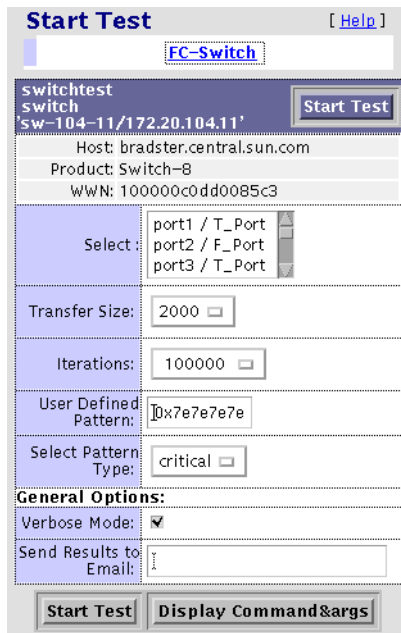 Start Test
[ Help ]
FC-Switch
switchtest
switch
'sw-104-11/172.20.104.11'
Start Test
Host: bradster.central.sun.com
Product: Switch-8
WWN: 100000c0dd0085c3
Select :
port1 / T_Port
port2 / F_Port
port3 / T_Port
Transfer Size: 2000
Iterations: 100000
User Defined
Pattern:
0x7e7e7e7e
Select Pattern
Type:
critical
General Options:
Verbose Mode:
Send Results to
Email:
Start Test
Display Command&args